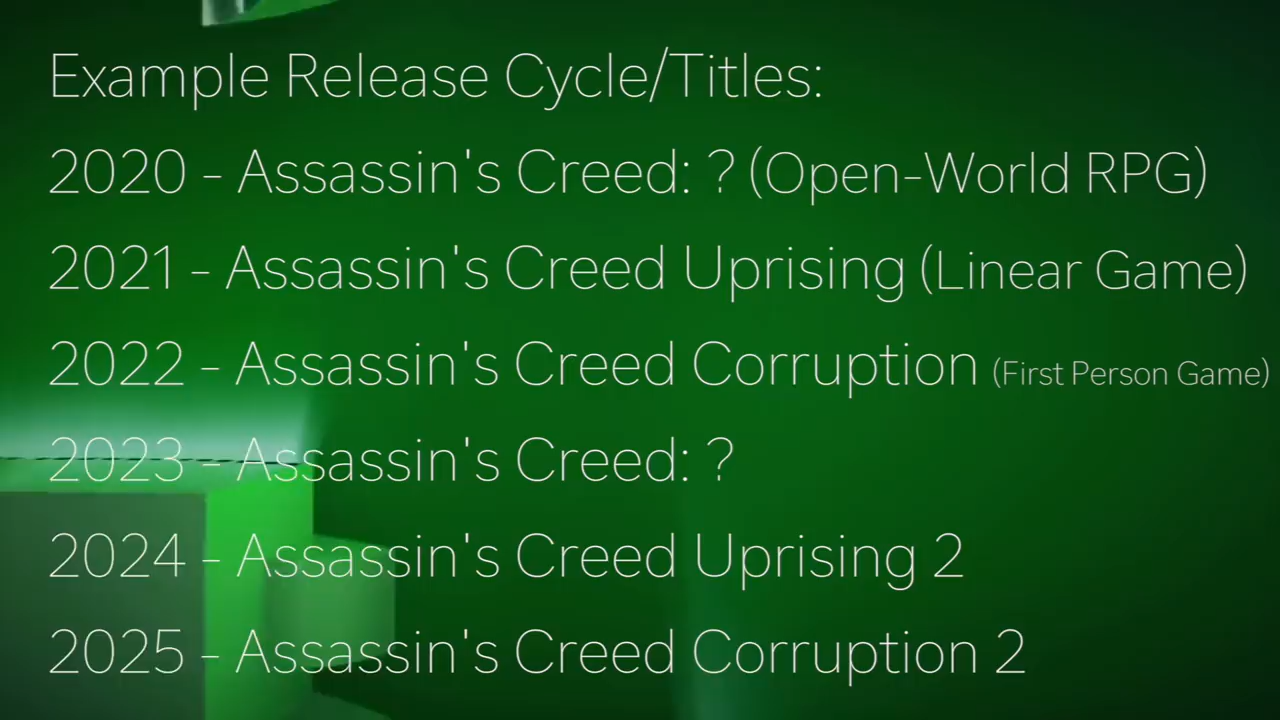 Example Release Cycle/Titles:
2020 - Assassin's Creed: ? (Open-World RPG)
2021 - Assassin's Creed Uprising (Linear Game)
2022 - Assassin's Creed Corruption (First Person Game)
2023 - Assassin's Creed: ?
2024 - Assassin's Creed Uprising 2
2025 - Assassin's Creed Corruption 2